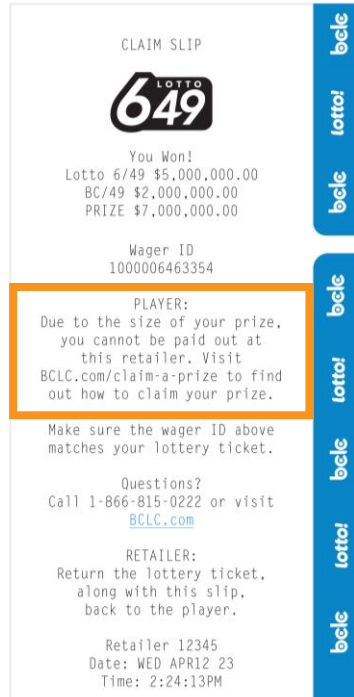 CLAIM SLIP
LOTTO
649
You Won!
Lotto 6/49 $5,000,000.00
BC/49 $2,000,000.00
PRIZE $7,000,000.00
Wager ID
1000006463354
PLAYER:
Due to the size of your prize,
you cannot be paid out at
this retailer. Visit
BCLC.com/claim-a-prize to find
out how to claim your prize.
Make sure the wager ID above
matches your lottery ticket.
Questions?
Call 1-866-815-0222 or visit
BCLC.com
RETAILER:
Return the lottery ticket,
along with this slip,
back to the player.
Retailer 12345
Date: WED APR12 23
Time: 2:24:13PM
bclc
lotto!
bclc
bclc
lotto!
bclc
lotto!
bclc